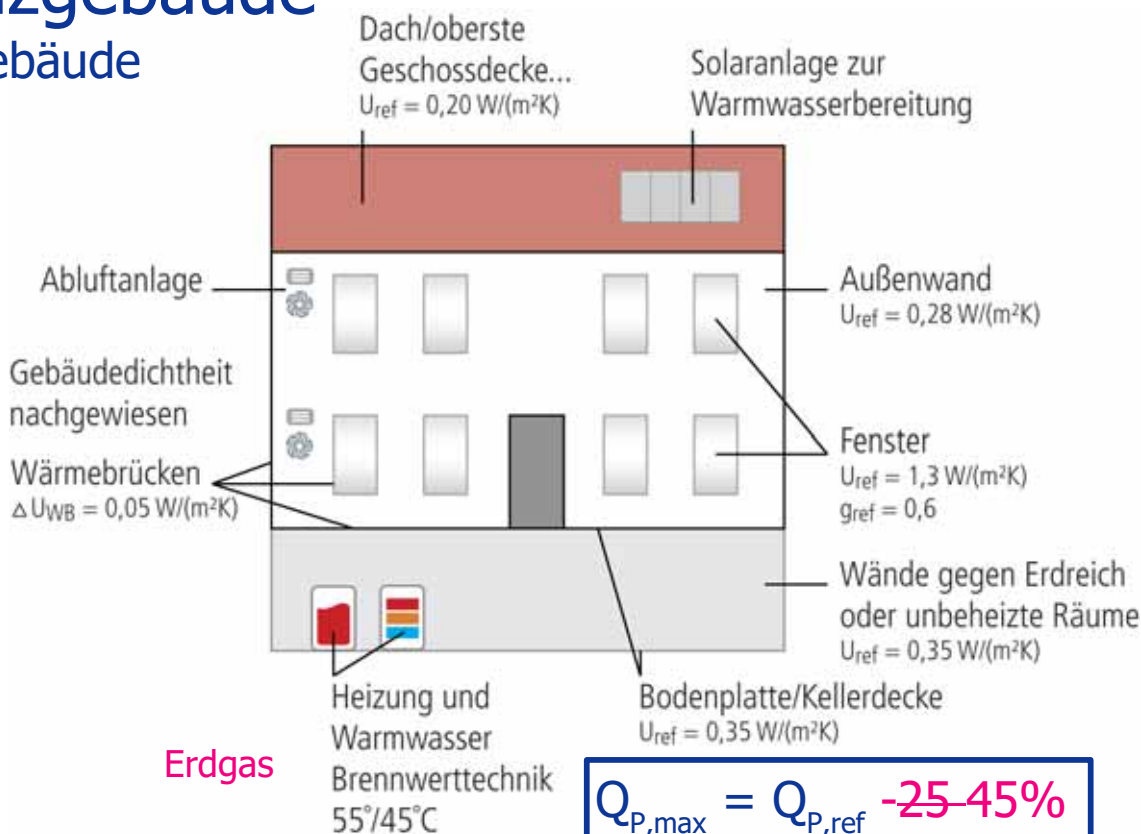 zgebäude
ebäude
Dach/oberste
Geschossdecke...
Uref = 0,20 W/(m²K)
Solaranlage zur
Warmwasserbereitung
Abluftanlage
Außenwand
Uref = 0,28 W/(m²K)
Gebäudedichtheit
nachgewiesen
Wärmebrücken
ΔUWB = 0,05 W/(m²K)
Fenster
Uref = 1,3 W/(m²K)
gref = 0,6
Wände gegen Erdreich
oder unbeheizte Räume
Uref = 0,35 W/(m²K)
Heizung und
Warmwasser
Brennwerttechnik
55°/45°C
Erdgas
Bodenplatte/Kellerdecke
Uref = 0,35 W/(m²K)
QP,max = QP,ref -25 45%